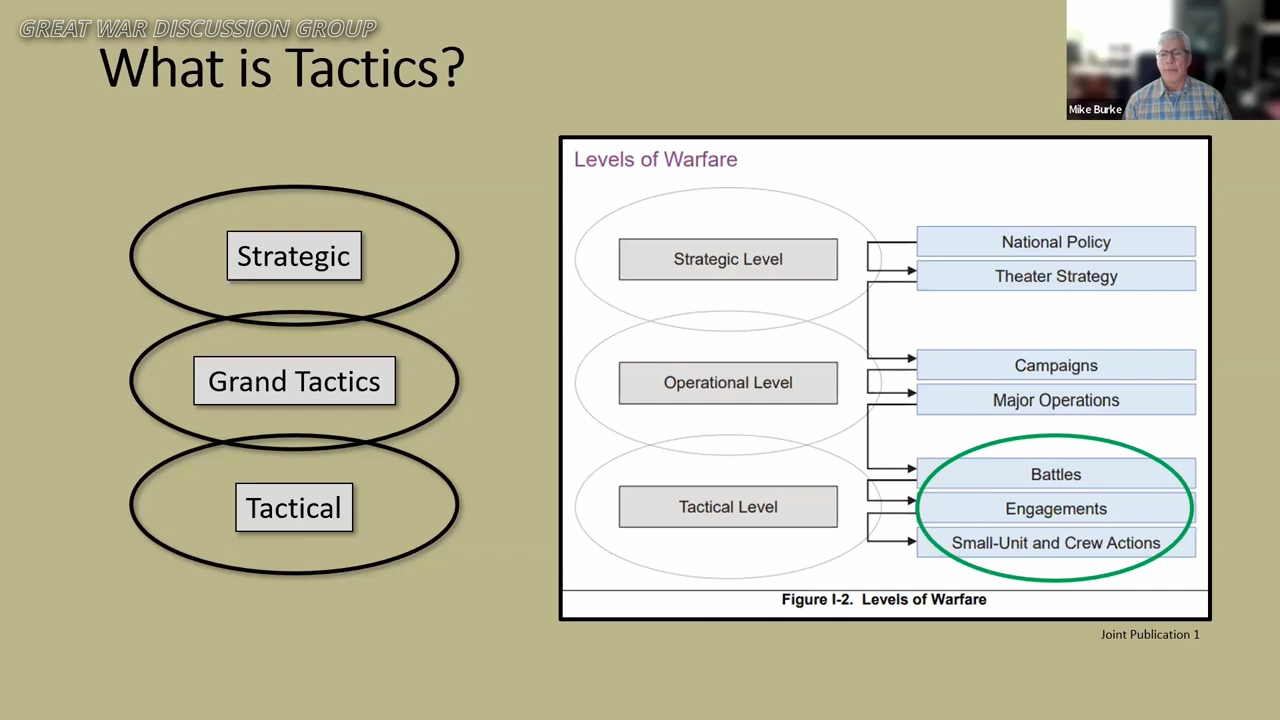 GREAT WAR DISCUSSION GROUP
What is Tactics?
Mike Burke
Strategic
Grand Tactics
Tactical
Levels of Warfare
Strategic Level
National Policy
Theater Strategy
Operational Level
Campaigns
Major Operations
Tactical Level
Battles
Engagements
Small-Unit and Crew Actions
Figure I-2. Levels of Warfare
Joint Publication 1